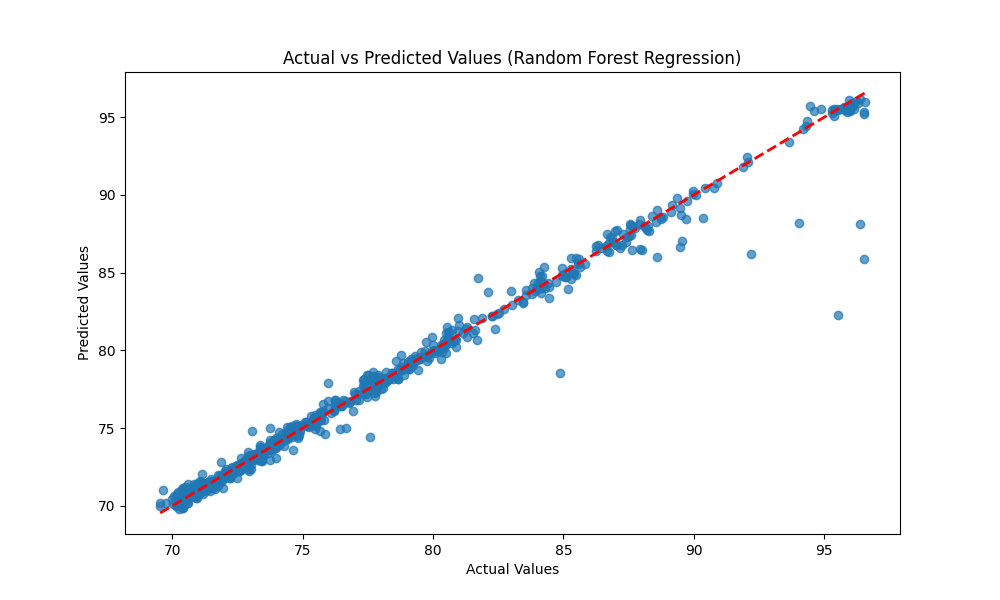 Actual vs Predicted Values (Random Forest Regression)
Predicted Values
95
90
85
80
75
70
70 75 80 85 90 95
Actual Values